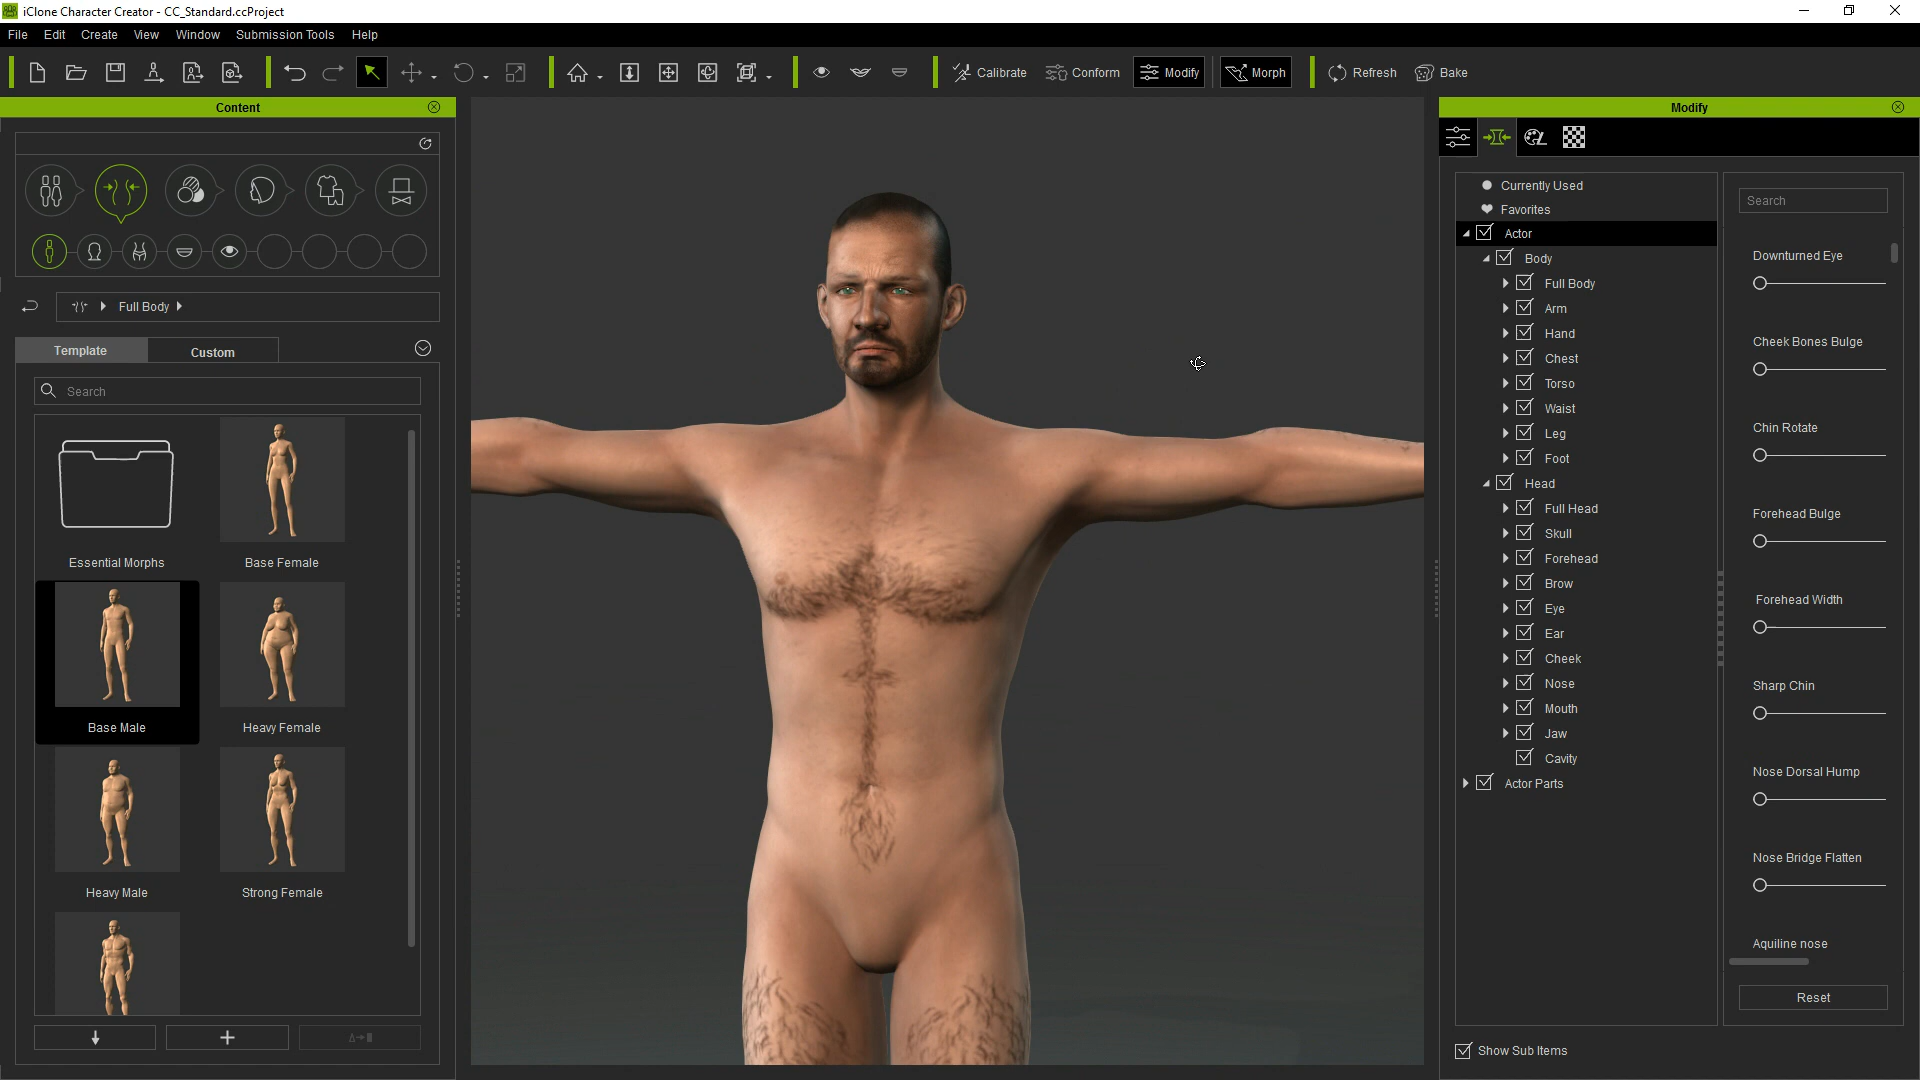 iClone Character Creator - CC_Standard.ccProject
File Edit Create View Window Submission Tools Help
Calibrate Conform Modify Morph Refresh Bake
Content
Full Body
Template Custom
Search
Essential Morphs Base Female
Base Male Heavy Female
Heavy Male Strong Female
Modify
Currently Used
Favorites
Actor
Body
Full Body
Arm
Hand
Chest
Torso
Waist
Leg
Foot
Head
Full Head
Skull
Forehead
Brow
Eye
Ear
Cheek
Nose
Mouth
Jaw
Cavity
Actor Parts
Show Sub Items
Search
Downturned Eye
Cheek Bones Bulge
Chin Rotate
Forehead Bulge
Forehead Width
Sharp Chin
Nose Dorsal Hump
Nose Bridge Flatten
Aquiline nose
Reset